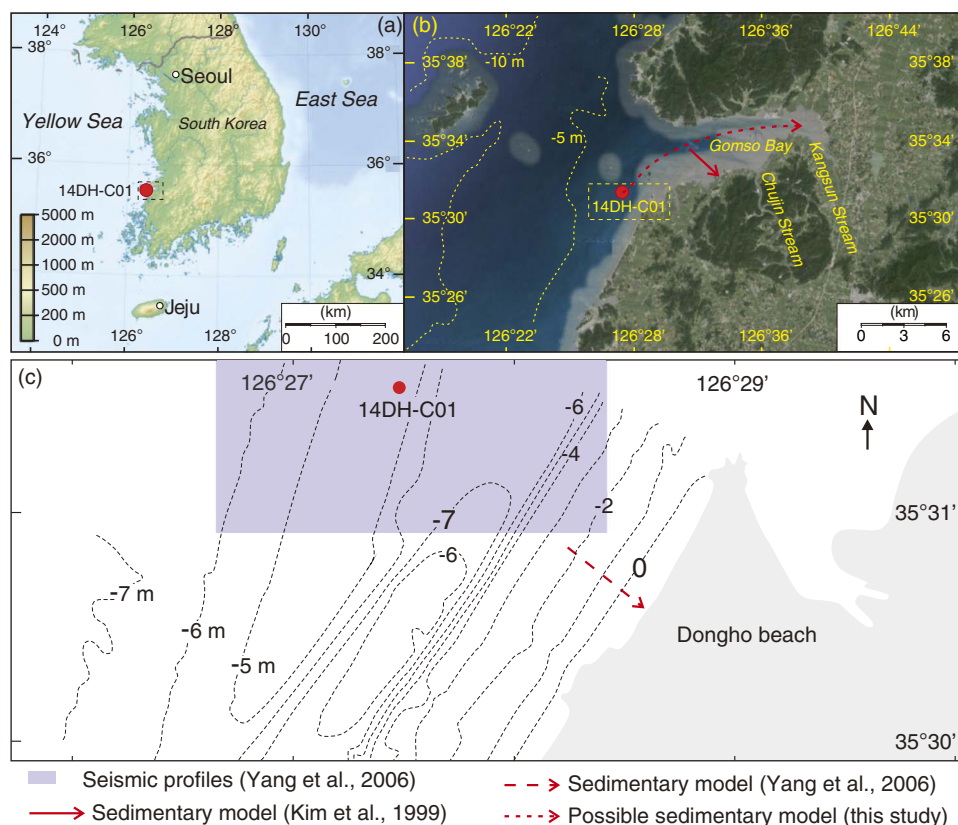 124° 126° 128° 130° (a)
38°
Seoul
East Sea
Yellow Sea
South Korea
36°
36°
14DH-C01
5000 m
2000 m
1000 m
500 m
200 m
0 m
34°
Jeju
126° 128°
(km)
0 100 200
(b) 126°22' 126°28' 126°36' 126°44'
38°
-10 m
35°38'
35°38'
-5 m
35°34'
35°34'
Gomso Bay
Kangsun Stream
Chujin Stream
14DH-C01
35°30'
35°30'
35°26'
35°26'
126°22' 126°28' 126°36'
(km)
0 3 6
(c)
126°27' 126°29'
14DH-C01
N
-6
-4
-2
-7
35°31'
-6
0
-7 m
-6 m
Dongho beach
-5 m
35°30'
Seismic profiles (Yang et al., 2006)
Sedimentary model (Yang et al., 2006)
Sedimentary model (Kim et al., 1999)
Possible sedimentary model (this study)